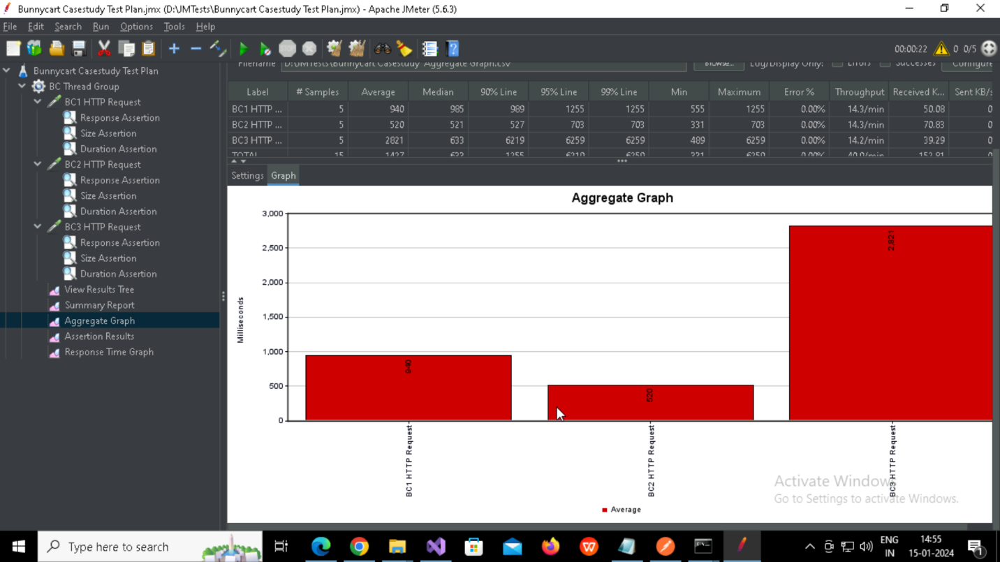 Bunnycart Casestudy Test Plan.jmx (D:\JMTests\Bunnycart Casestudy Test Plan.jmx) - Apache JMeter (5.6.3)
File Edit Search Run Options Tools Help
00:00:22 0 0/5
Bunnycart Casestudy Test Plan
BC Thread Group
BC1 HTTP Request
Response Assertion
Size Assertion
Duration Assertion
BC2 HTTP Request
Response Assertion
Size Assertion
Duration Assertion
BC3 HTTP Request
Response Assertion
Size Assertion
Duration Assertion
View Results Tree
Summary Report
Aggregate Graph
Assertion Results
Response Time Graph
Filename D:\JMTests\Bunnycart Casestudy Aggregate Graph.csv Browse... Log/Display Only: Errors Successes Configure
Label # Samples Average Median 90% Line 95% Line 99% Line Min Maximum Error % Throughput Received K... Sent KB/s
BC1 HTTP ... 5 940 985 989 1255 1255 555 1255 0.00% 14.3/min 50.08 0
BC2 HTTP ... 5 520 521 527 703 703 331 703 0.00% 14.3/min 70.83 0
BC3 HTTP ... 5 2821 633 6219 6259 6259 489 6259 0.00% 14.2/min 39.29 0
TOTAL 15 1427 633 1255 6219 6259 331 6259 0.00% 152.81 0
Settings Graph
Aggregate Graph
Milliseconds
3,000
2,500
2,000
1,500
1,000
500
0
940
520
2,821
BC1 HTTP Request
BC2 HTTP Request
BC3 HTTP Request
Average
Activate Windows
Go to Settings to activate Windows.
Type here to search
ENG
IN
14:55
15-01-2024
1